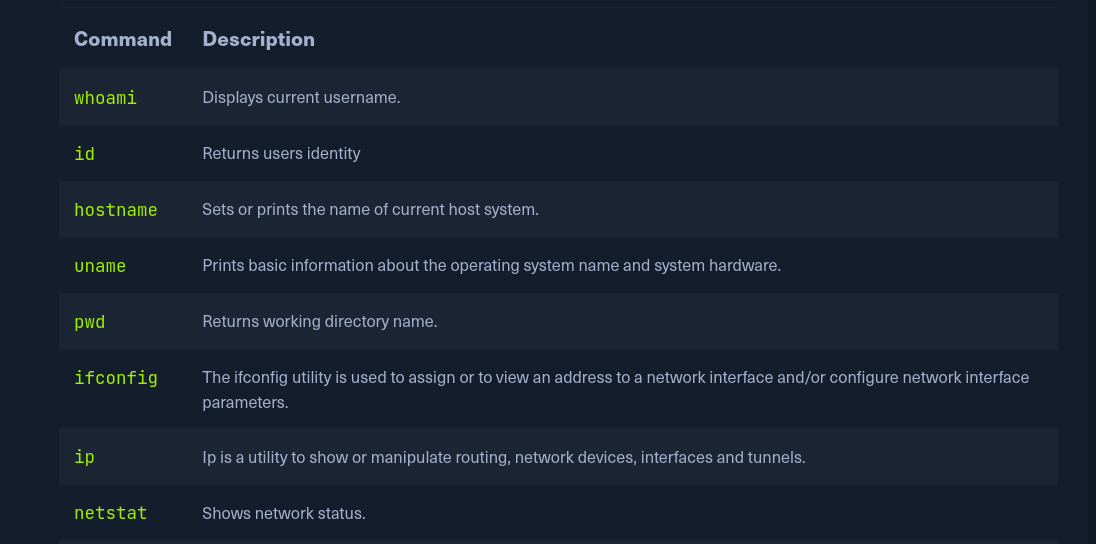 Command Description
whoami Displays current username.
id Returns users identity
hostname Sets or prints the name of current host system.
uname Prints basic information about the operating system name and system hardware.
pwd Returns working directory name.
ifconfig The ifconfig utility is used to assign or to view an address to a network interface and/or configure network interface
parameters.
ip Ip is a utility to show or manipulate routing, network devices, interfaces and tunnels.
netstat Shows network status.